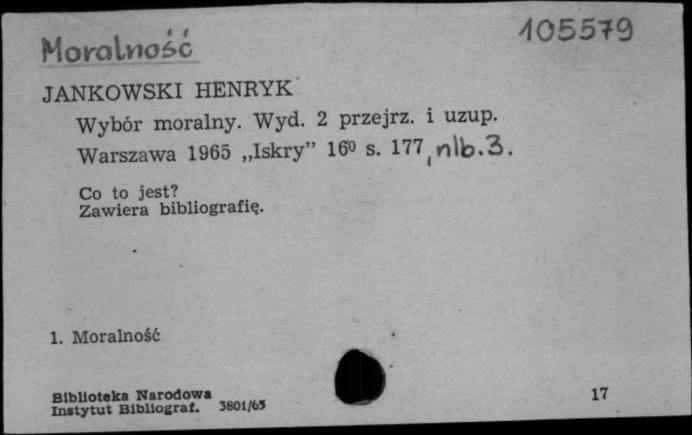 Moralność
105579
JANKOWSKI HENRYK
Wybór moralny. Wyd. 2 przejrz. i uzup.
Warszawa 1965 „Iskry” 16º s. 177, nlb. 3.
Co to jest?
Zawiera bibliografię.
1. Moralność
Biblioteka Narodowa
Instytut Bibliograf. 3801/65
17